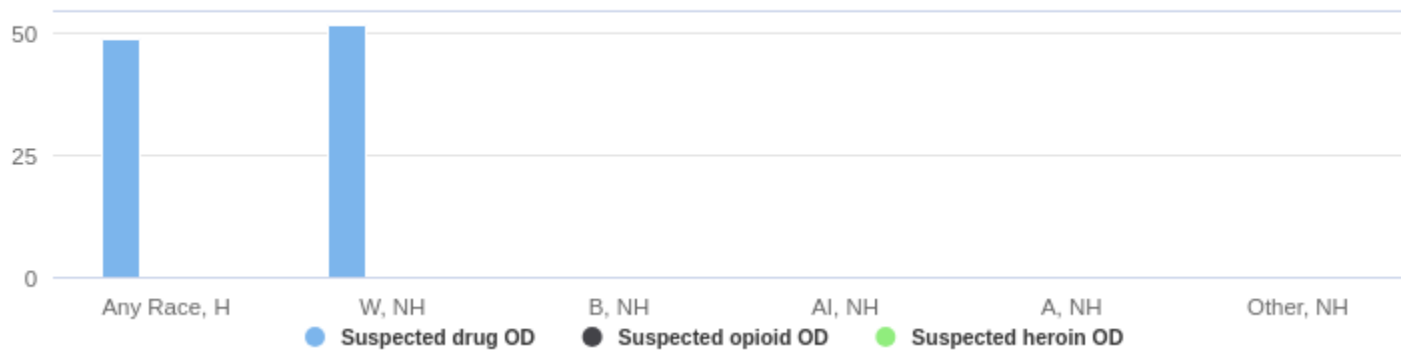 50
25
0
Any Race, H W, NH B, NH AI, NH A, NH Other, NH
Suspected drug OD Suspected opioid OD Suspected heroin OD